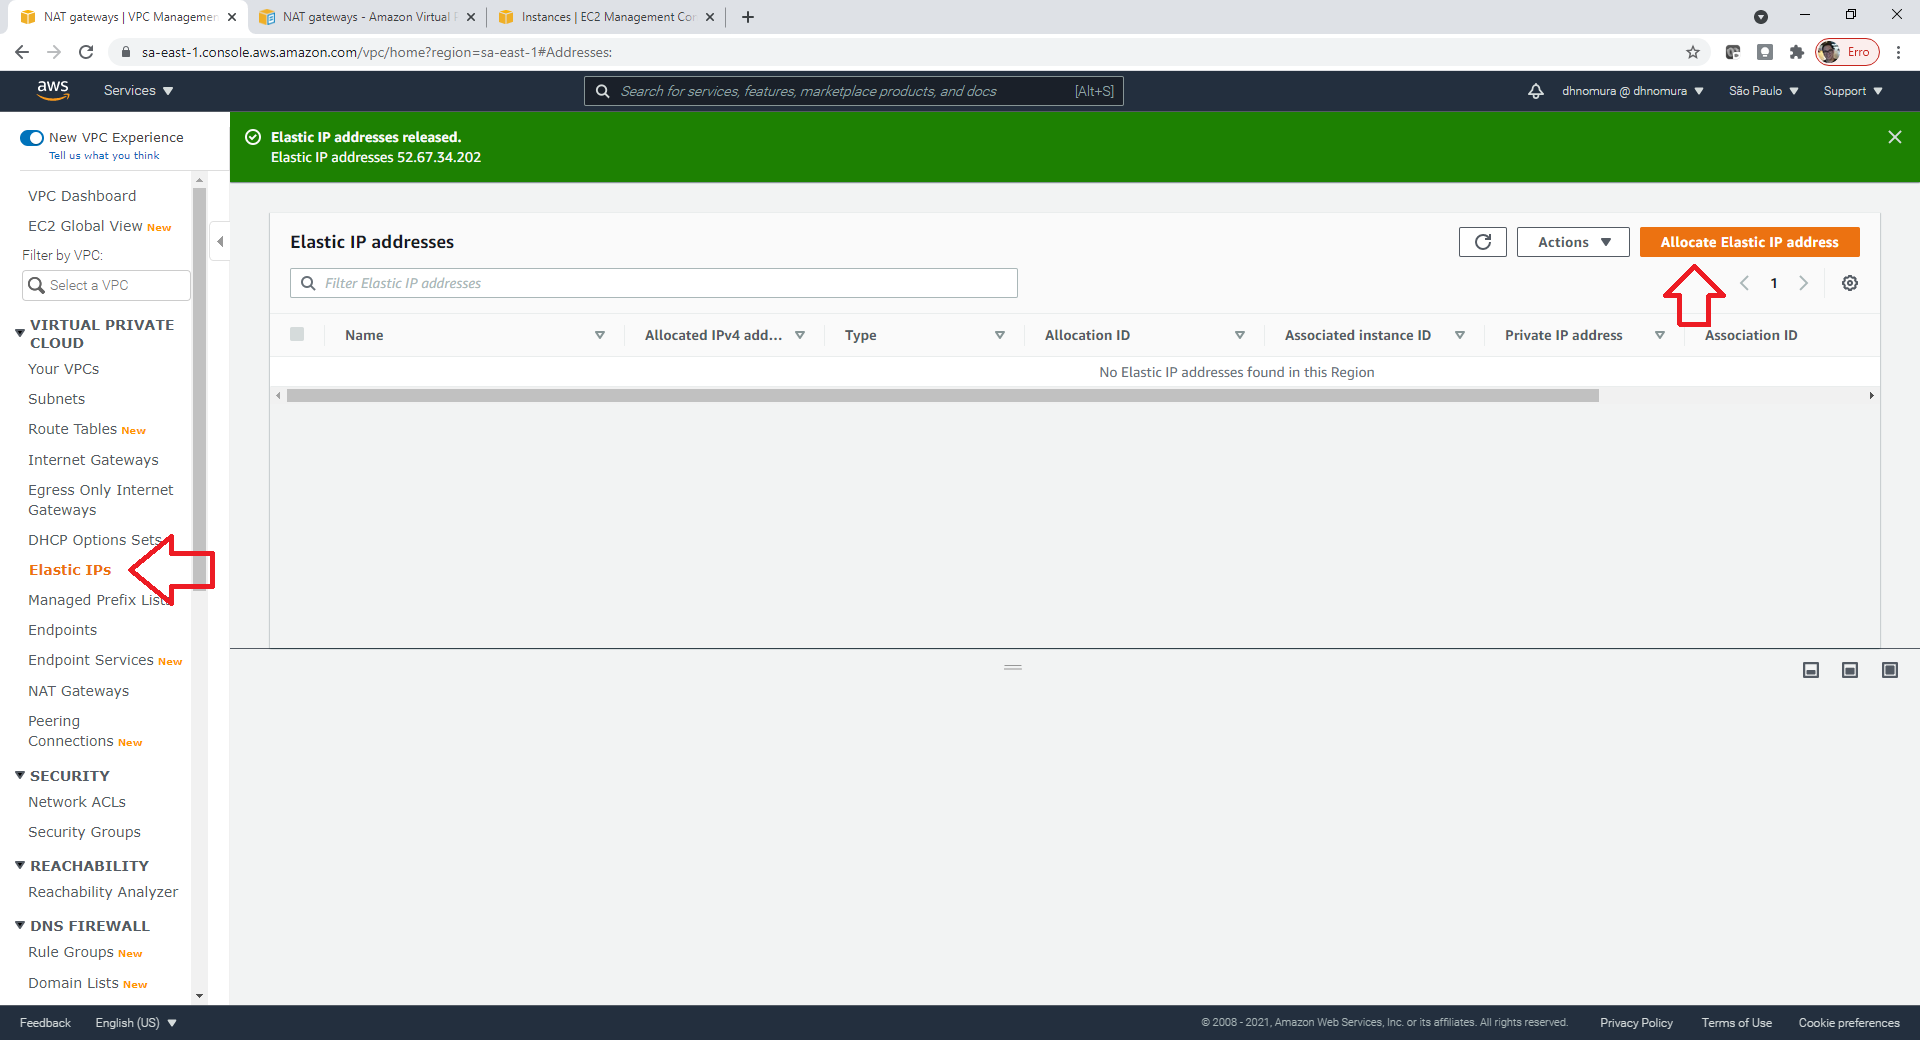 NAT gateways | VPC Managemen
NAT gateways - Amazon Virtual P
Instances | EC2 Management Con
sa-east-1.console.aws.amazon.com/vpc/home?region=sa-east-1#Addresses:
Erro
aws
Services
Search for services, features, marketplace products, and docs
[Alt+S]
dhnomura @ dhnomura
São Paulo
Support
New VPC Experience
Tell us what you think
Elastic IP addresses released.
Elastic IP addresses 52.67.34.202
VPC Dashboard
EC2 Global View New
Filter by VPC:
Select a VPC
VIRTUAL PRIVATE
CLOUD
Your VPCs
Subnets
Route Tables New
Internet Gateways
Egress Only Internet
Gateways
DHCP Options Sets
Elastic IPs
Managed Prefix Lists
Endpoints
Endpoint Services New
NAT Gateways
Peering
Connections New
SECURITY
Network ACLs
Security Groups
REACHABILITY
Reachability Analyzer
DNS FIREWALL
Rule Groups New
Domain Lists New
Elastic IP addresses
Actions
Allocate Elastic IP address
Filter Elastic IP addresses
1
Name
Allocated IPv4 add...
Type
Allocation ID
Associated instance ID
Private IP address
Association ID
No Elastic IP addresses found in this Region
Feedback
English (US)
© 2008 - 2021, Amazon Web Services, Inc. or its affiliates. All rights reserved.
Privacy Policy
Terms of Use
Cookie preferences